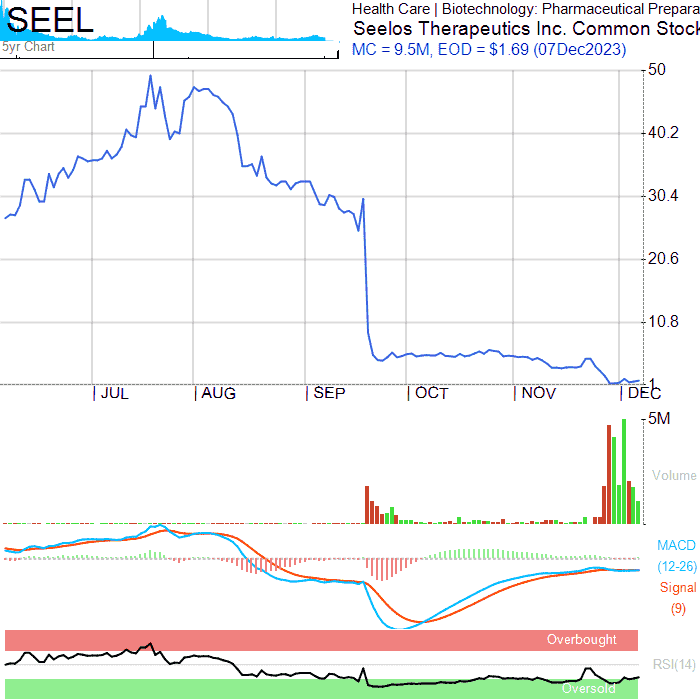 SEEL
5yr Chart
Health Care | Biotechnology: Pharmaceutical Prepara
Seelos Therapeutics Inc. Common Stock
MC = 9.5M, EOD = $1.69 (07Dec2023)
50
40.2
30.4
20.6
10.8
1
JUL AUG SEP OCT NOV DEC
5M
Volume
MACD
(12-26)
Signal
(9)
Overbought
RSI(14)
Oversold